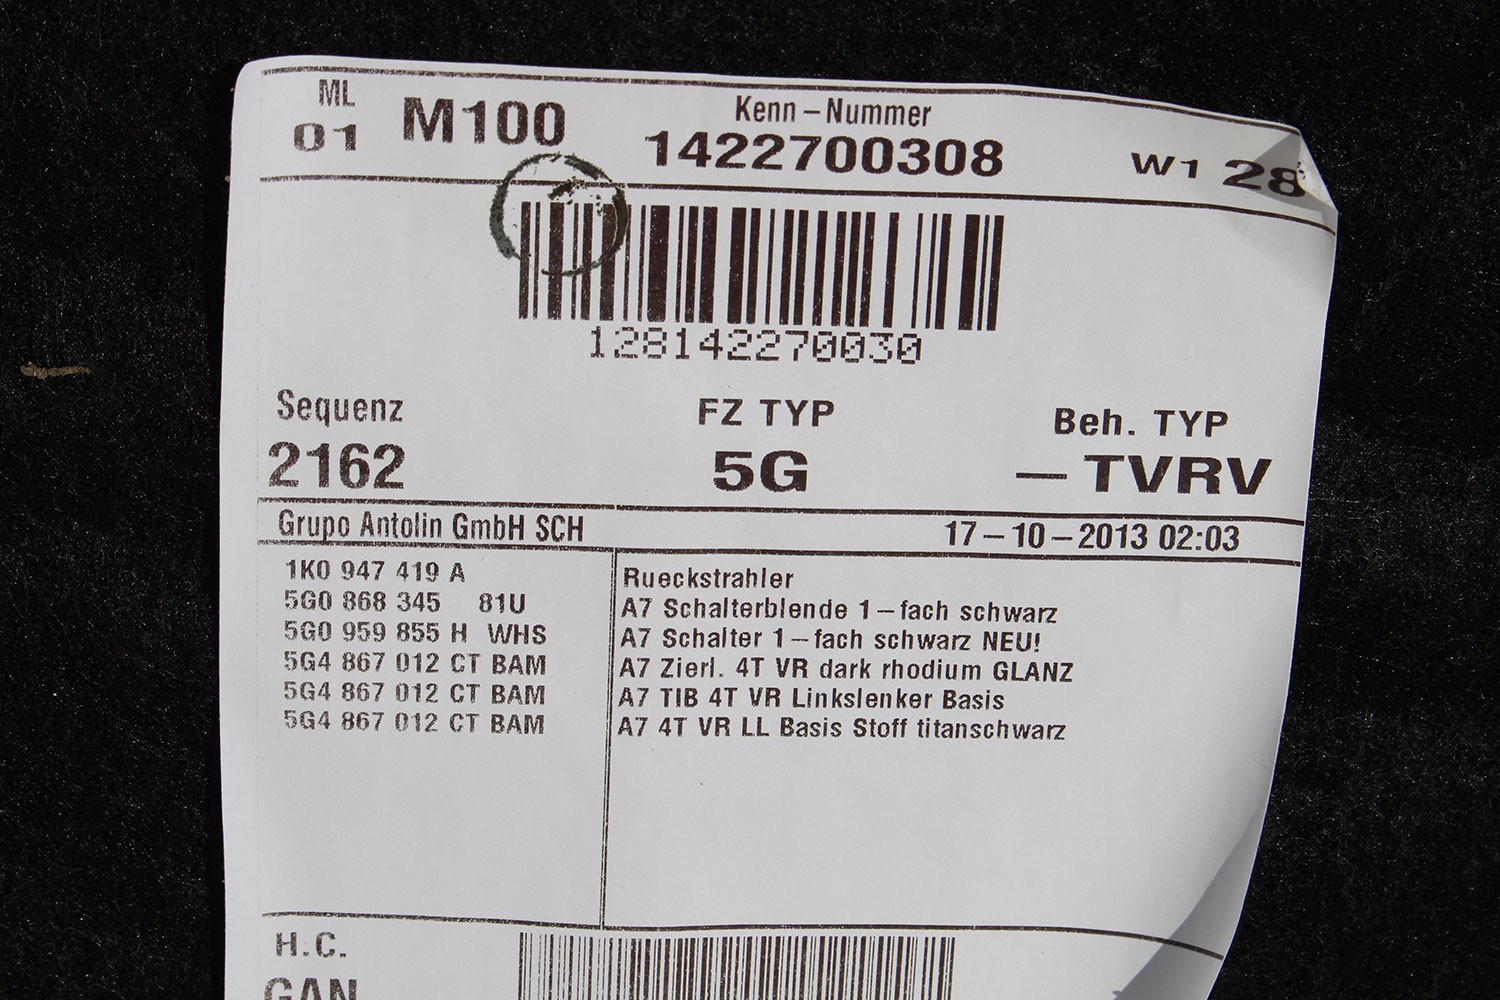 ML M100 Kenn-Nummer
01 1422700308 W1 28
128142270030
Sequenz FZ TYP Beh. TYP
2162 5G -TVRV
Grupo Antolin GmbH SCH 17-10-2013 02:03
1K0 947 419 A Rueckstrahler
5G0 868 345 81U A7 Schalterblende 1-fach schwarz
5G0 959 855 H WHS A7 Schalter 1-fach schwarz NEU!
5G4 867 012 CT BAM A7 Zierl. 4T VR dark rhodium GLANZ
5G4 867 012 CT BAM A7 TIB 4T VR Linkslenker Basis
5G4 867 012 CT BAM A7 4T VR LL Basis Stoff titanschwarz
H.C.
GAN